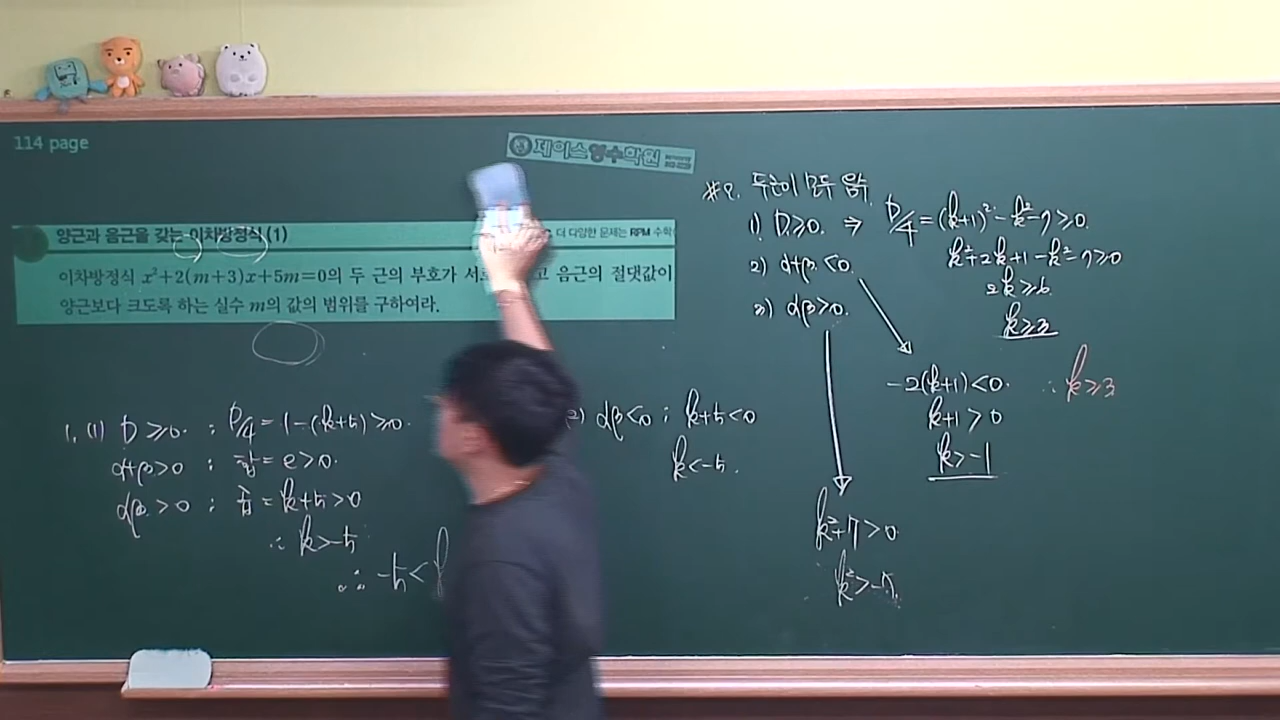 114 page
제이스영수학원
양근과 음근을 갖는 이차방정식 (1)
더 다양한 문제는 RPM 수학
이차방정식 x²+2(m+3)x+5m=0의 두 근의 부호가 서로 고 음근의 절댓값이
양근보다 크도록 하는 실수 m의 값의 범위를 구하여라.
1. (1) D≥0. ; D/4 = 1-(k+5)≥0.
α+β>0 ; 합 = 2>0.
αβ>0 ; 곱 = k+5>0
∴ k>-5
∴ -5<k
(2) αβ<0 ; k+5<0
k<-5.
#2. 두근이 모두 음수
1) D≥0. ⇒ D/4 = (k+1)²-k²-7≥0.
k²+2k+1-k²-7≥0
2k≥6.
k≥3
2) α+β<0.
3) αβ>0.
-2(k+1)<0.
k+1>0
k>-1
∴ k≥3
k²+7>0
k²>-7.